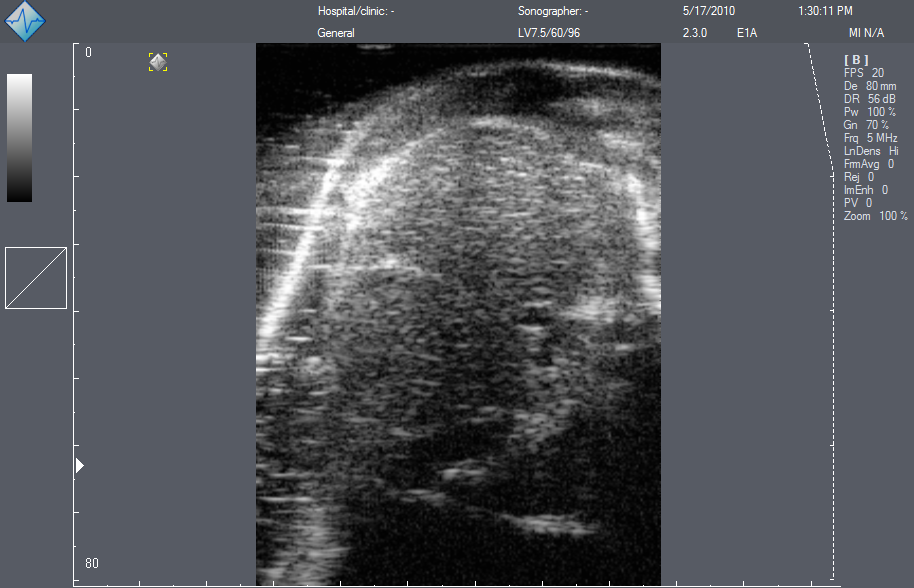 Hospital/clinic: - Sonographer: - 5/17/2010 1:30:11 PM
General LV7.5/60/96 2.3.0 E1A MI N/A
0
[ B ]
FPS 20
De 80 mm
DR 56 dB
Pw 100 %
Gn 70 %
Frq 5 MHz
LnDens Hi
FrmAvg 0
Rej 0
ImEnh 0
PV 0
Zoom 100 %
80